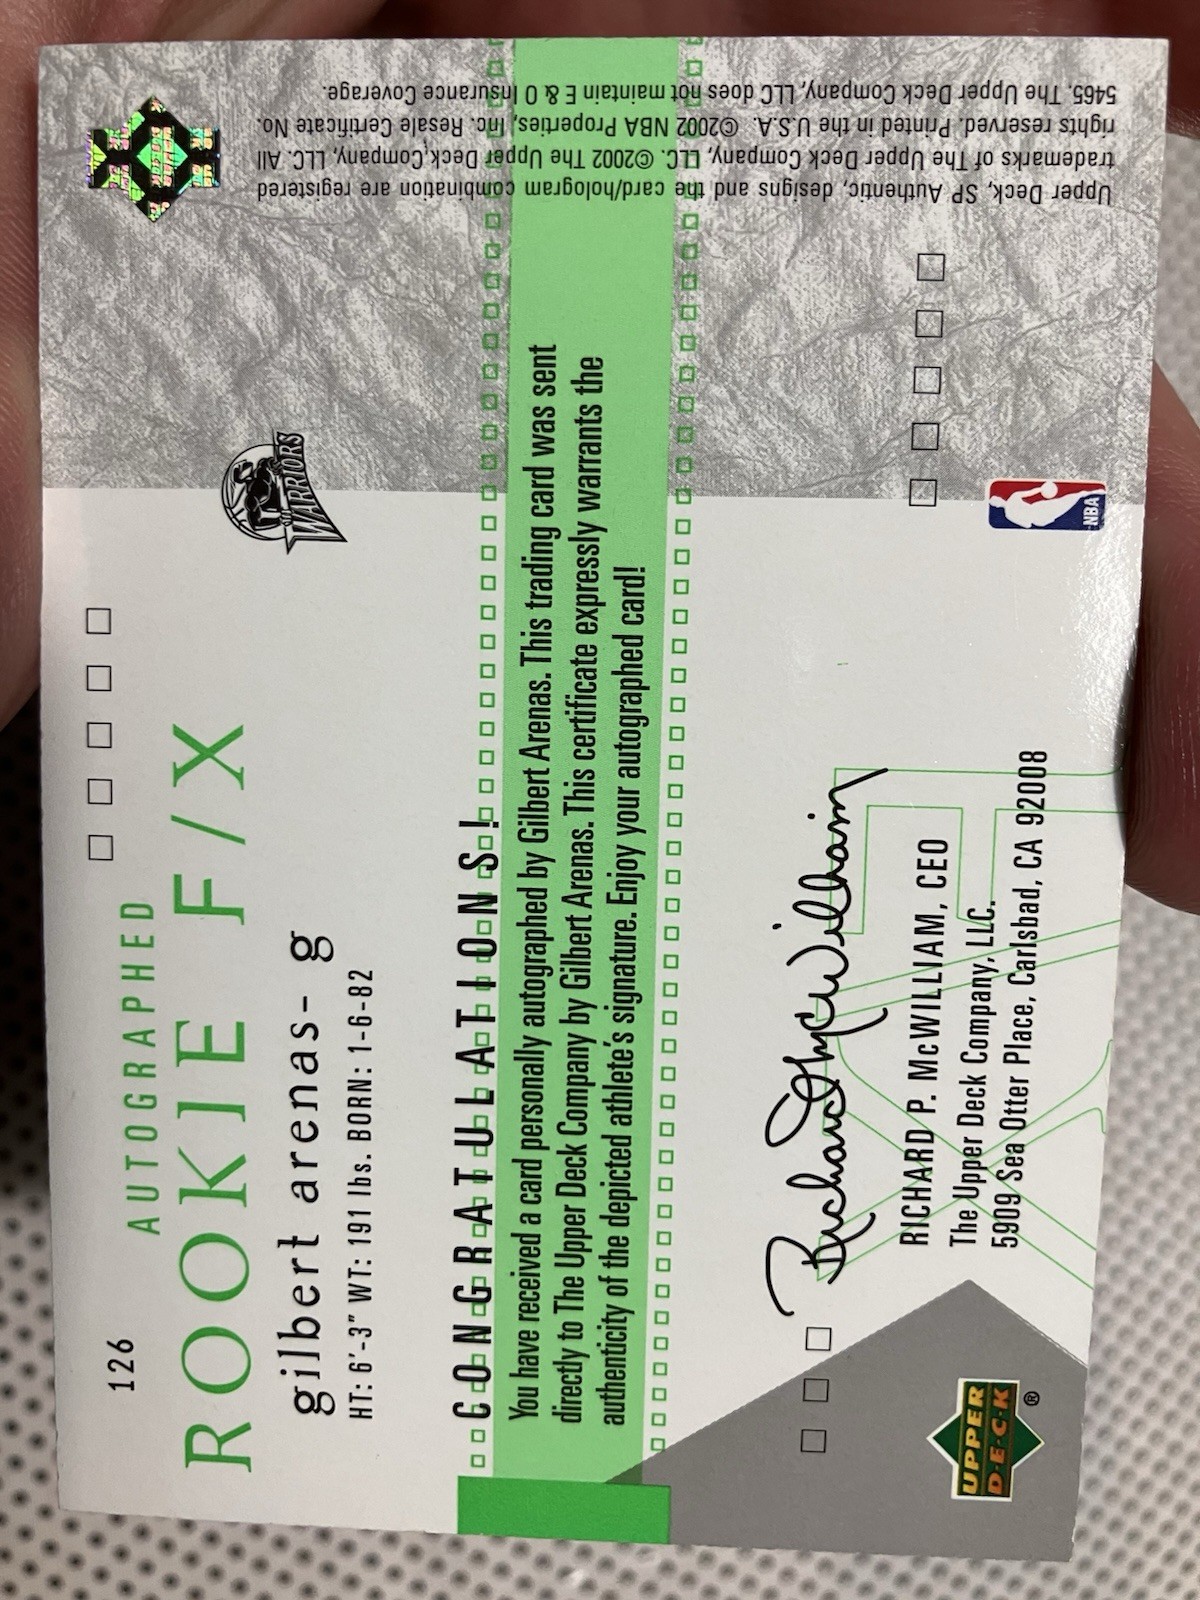 126
AUTOGRAPHED
ROOKIE F/X
gilbert arenas- g
HT: 6'-3" WT: 191 lbs. BORN: 1-6-82
WARRIORS
CONGRATULATIONS!
You have received a card personally autographed by Gilbert Arenas. This trading card was sent
directly to The Upper Deck Company by Gilbert Arenas. This certificate expressly warrants the
authenticity of the depicted athlete's signature. Enjoy your autographed card!
Richard P McWilliam
RICHARD P. McWILLIAM, CEO
The Upper Deck Company, LLC.
5909 Sea Otter Place, Carlsbad, CA 92008
UPPER
D·E·C·K
®
NBA
Upper Deck, SP Authentic, designs and the card/hologram combination are registered
trademarks of The Upper Deck Company, LLC. ©2002 The Upper Deck Company, LLC. All
rights reserved. Printed in the U.S.A. ©2002 NBA Properties, Inc. Resale Certificate No.
5465. The Upper Deck Company, LLC does not maintain E & O Insurance Coverage.